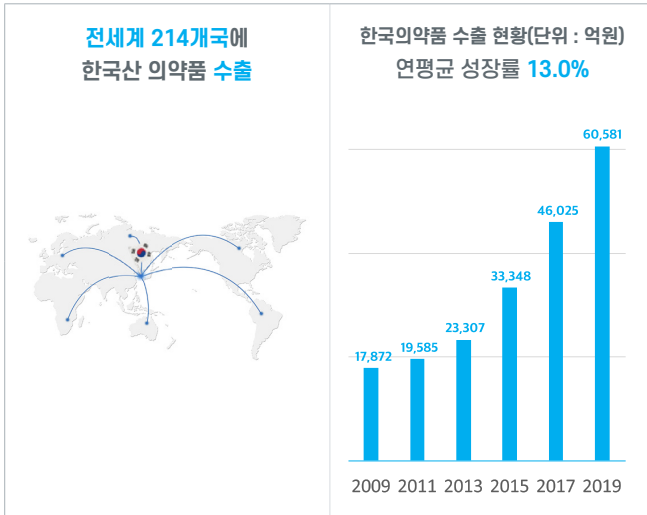 전세계 214개국에
한국산 의약품 수출
한국의약품 수출 현황(단위 : 억원)
연평균 성장률 13.0%
60,581
46,025
33,348
23,307
19,585
17,872
2009 2011 2013 2015 2017 2019